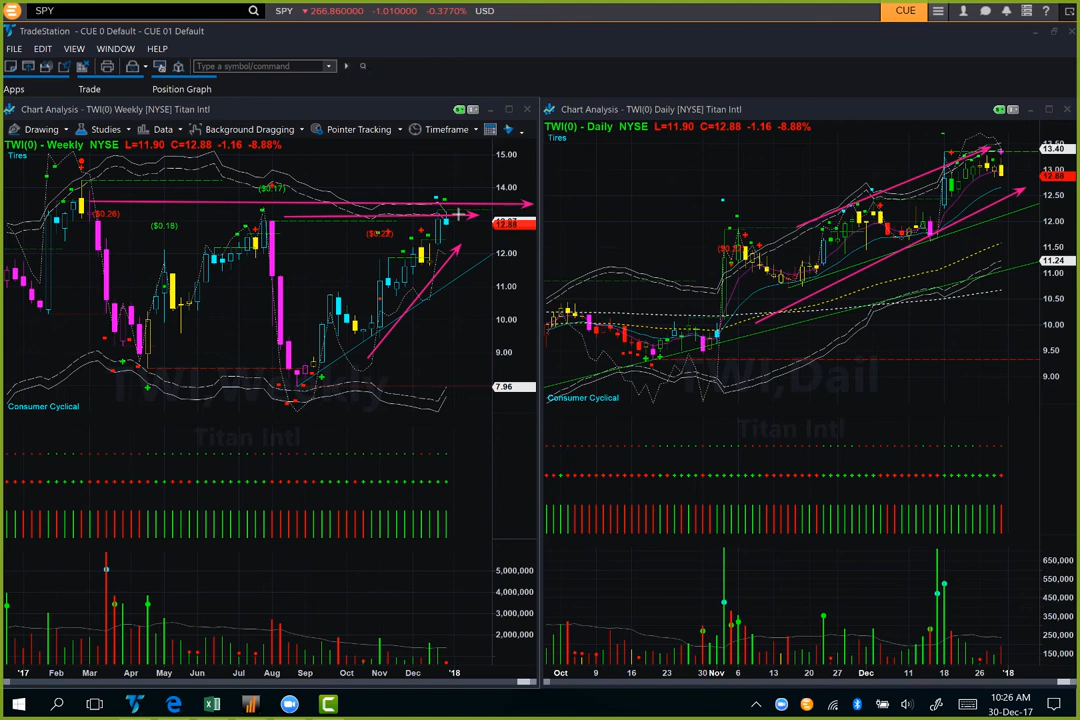 SPY SPY 266.860000 -1.010000 -0.3770% USD CUE
TradeStation - CUE 0 Default - CUE 01 Default
FILE EDIT VIEW WINDOW HELP
Type a symbol/command
Apps Trade Position Graph
Chart Analysis - TWI(0) Weekly [NYSE] Titan Intl
Drawing Studies Data Background Dragging Pointer Tracking Timeframe
TWI(0) - Weekly NYSE L=11.90 C=12.88 -1.16 -8.88%
Tires
15.00
14.00
($0.17)
($0.26)
($0.18)
12.88
12.00
11.00
10.00
9.00
7.96
TWI,Weekly
Consumer Cyclical
Titan Intl
5,000,000
4,000,000
3,000,000
2,000,000
'17 Feb Mar Apr May Jun Jul Aug Sep Oct Nov Dec '18
Chart Analysis - TWI(0) Daily [NYSE] Titan Intl
TWI(0) - Daily NYSE L=11.90 C=12.88 -1.16 -8.88%
Tires
13.40
12.88
12.50
12.00
11.50
11.24
11.00
10.50
10.00
9.50
9.00
TWI,Daily
Consumer Cyclical
Titan Intl
650,000
550,000
450,000
350,000
250,000
150,000
Oct 9 16 23 30 Nov 6 13 20 27 Dec 11 18 26 '18
10:26 AM
30-Dec-17